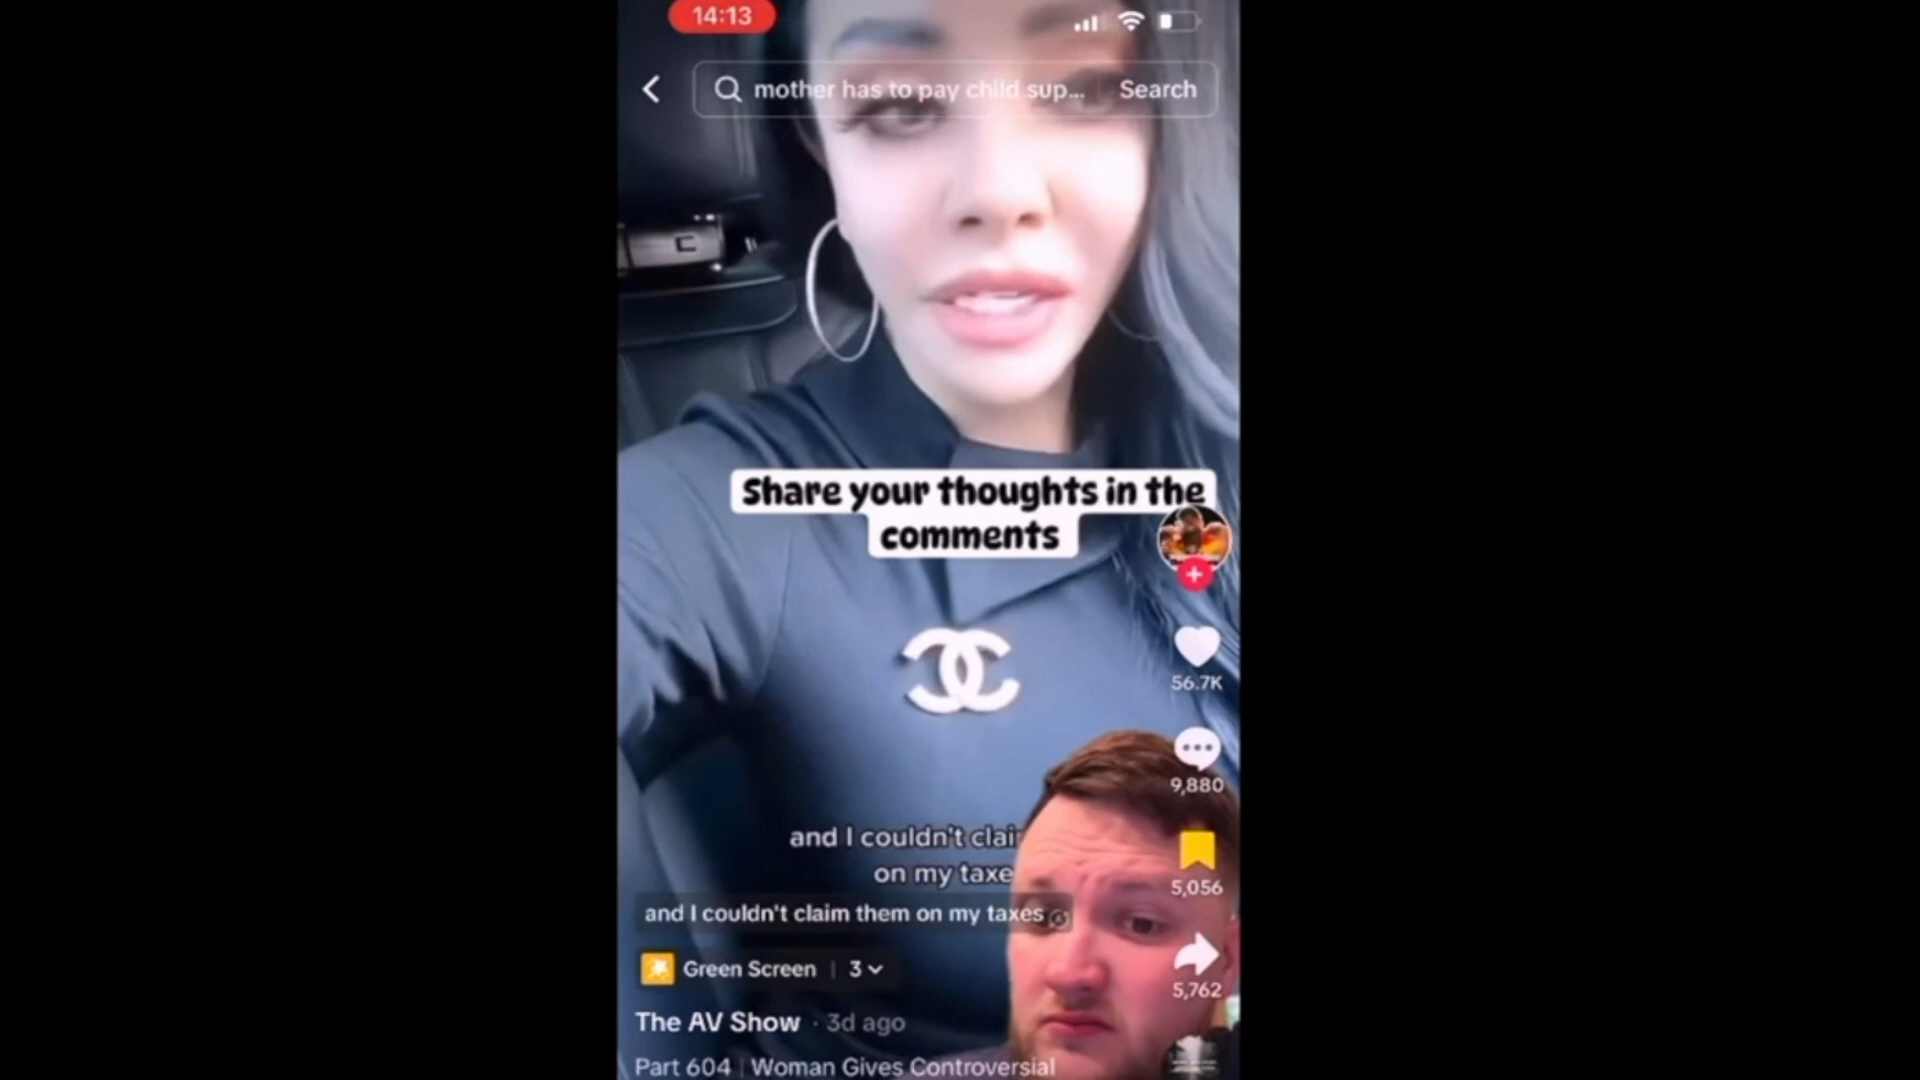 14:13
mother has to pay child sup...
Search
Share your thoughts in the
comments
56.7K
9,880
and I couldn't clai
on my taxe
5,056
and I couldn't claim them on my taxes
Green Screen | 3
5,762
The AV Show · 3d ago
Part 604 | Woman Gives Controversial